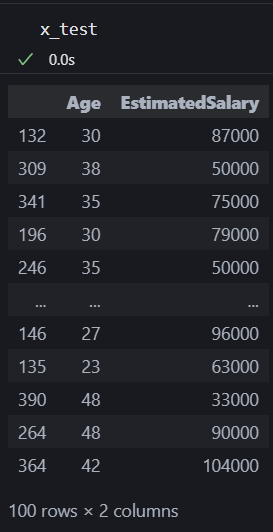 x_test
0.0s
Age EstimatedSalary
132 30 87000
309 38 50000
341 35 75000
196 30 79000
246 35 50000
... ... ...
146 27 96000
135 23 63000
390 48 33000
264 48 90000
364 42 104000
100 rows × 2 columns